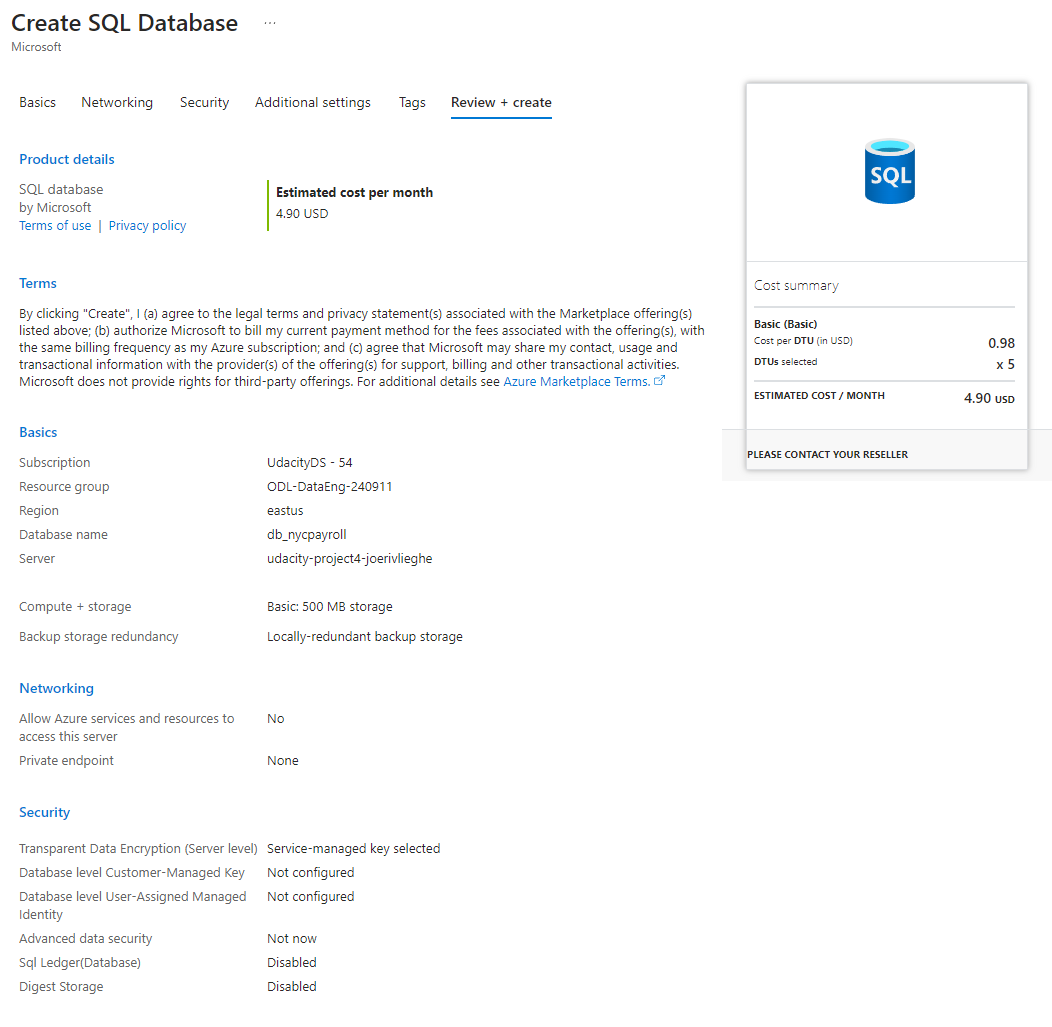 Create SQL Database ...
Microsoft
Basics Networking Security Additional settings Tags Review + create
Product details
SQL database
by Microsoft
Terms of use | Privacy policy
Estimated cost per month
4.90 USD
Terms
By clicking "Create", I (a) agree to the legal terms and privacy statement(s) associated with the Marketplace offering(s)
listed above; (b) authorize Microsoft to bill my current payment method for the fees associated with the offering(s), with
the same billing frequency as my Azure subscription; and (c) agree that Microsoft may share my contact, usage and
transactional information with the provider(s) of the offering(s) for support, billing and other transactional activities.
Microsoft does not provide rights for third-party offerings. For additional details see Azure Marketplace Terms.
Basics
Subscription UdacityDS - 54
Resource group ODL-DataEng-240911
Region eastus
Database name db_nycpayroll
Server udacity-project4-joerivlieghe
Compute + storage Basic: 500 MB storage
Backup storage redundancy Locally-redundant backup storage
Networking
Allow Azure services and resources to No
access this server
Private endpoint None
Security
Transparent Data Encryption (Server level) Service-managed key selected
Database level Customer-Managed Key Not configured
Database level User-Assigned Managed Not configured
Identity
Advanced data security Not now
Sql Ledger(Database) Disabled
Digest Storage Disabled
SQL
Cost summary
Basic (Basic)
Cost per DTU (in USD) 0.98
DTUs selected x 5
ESTIMATED COST / MONTH 4.90 USD
PLEASE CONTACT YOUR RESELLER